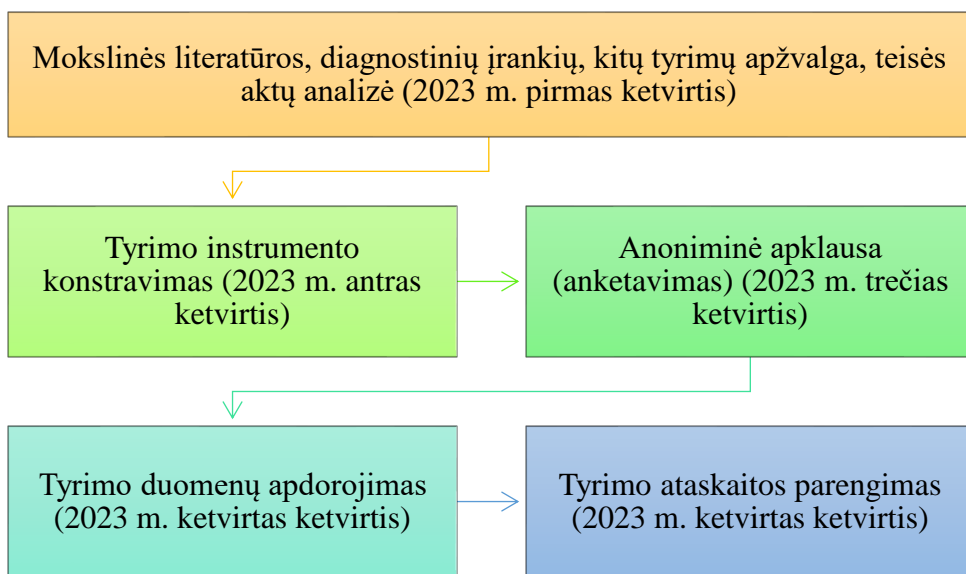 Mokslinės literatūros, diagnostinių įrankių, kitų tyrimų apžvalga, teisės
aktų analizė (2023 m. pirmas ketvirtis)
Tyrimo instrumento
konstravimas (2023 m. antras
ketvirtis)
Anoniminė apklausa
(anketavimas) (2023 m. trečias
ketvirtis)
Tyrimo duomenų apdorojimas
(2023 m. ketvirtas ketvirtis)
Tyrimo ataskaitos parengimas
(2023 m. ketvirtas ketvirtis)